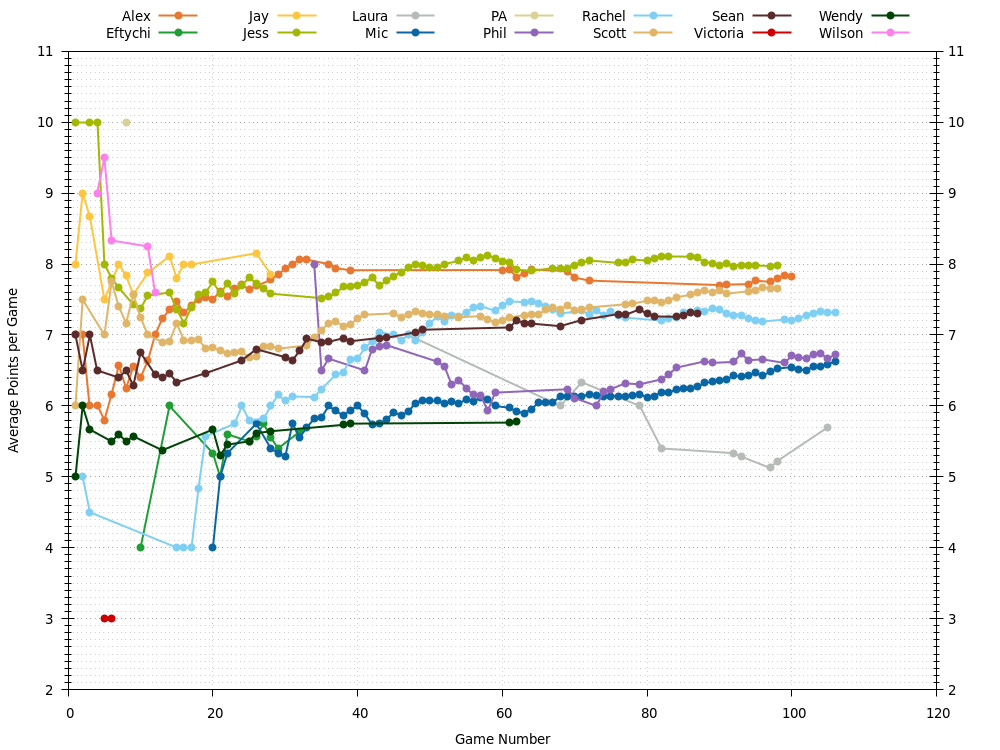 Alex Jay Laura PA Rachel Sean Wendy
Eftychi Jess Mic Phil Scott Victoria Wilson
11 11
10 10
9 9
8 8
7 7
6 6
5 5
4 4
3 3
2 2
0 20 40 60 80 100 120
Average Points per Game
Game Number